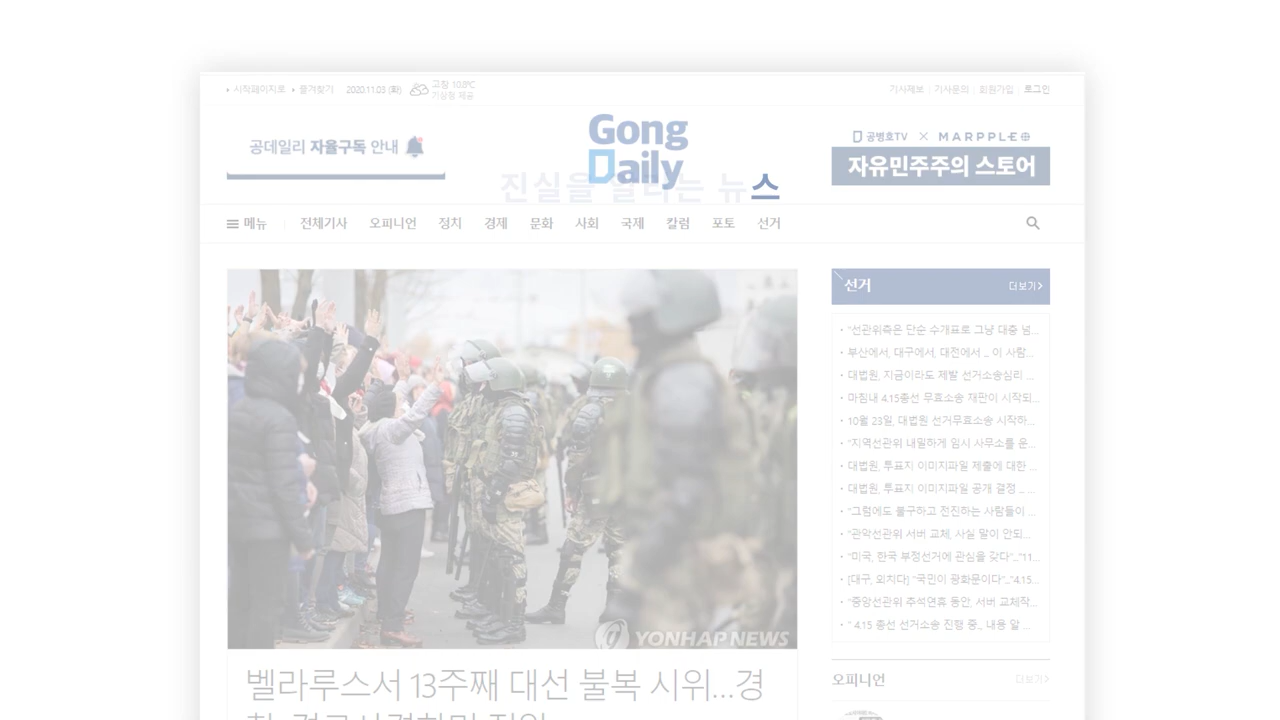 시작페이지로 즐겨찾기 2020.11.03 (화) 고창 10.8℃
기상청 제공
기사제보 기사문의 회원가입 로그인
공데일리 자율구독 안내
Gong
Daily
진실을 알리는 뉴스
공병호TV × MARPPLE
자유민주주의 스토어
메뉴 전체기사 오피니언 정치 경제 문화 사회 국제 칼럼 포토 선거
YONHAP NEWS
벨라루스서 13주째 대선 불복 시위...경
선거 더보기
"선관위측은 단순 수개표로 그냥 대충 넘...
부산에서, 대구에서, 대전에서 ... 이 사람...
대법원, 지금이라도 제발 선거소송심리 ...
마침내 4.15총선 무효소송 재판이 시작되...
10월 23일, 대법원 선거무효소송 시작하...
"지역선관위 내밀하게 임시 사무소를 운...
대법원, 투표지 이미지파일 제출에 대한 ...
대법원, 투표지 이미지파일 공개 결정 ... ...
"그럼에도 불구하고 전진하는 사람들이 ...
"관악선관위 서버 교체, 사실 말이 안되...
"미국, 한국 부정선거에 관심을 갖다"..."11...
[대구, 외치다] "국민이 광화문이다"..."4.15...
"중앙선관위 추석연휴 동안, 서버 교체작...
" 4.15 총선 선거소송 진행 중,, 내용 알 ...
오피니언 더보기